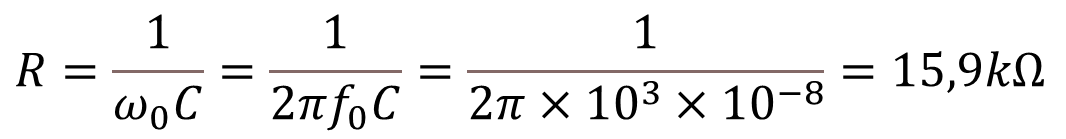 R = 1/(ω₀C) = 1/(2πf₀C) = 1/(2π × 10³ × 10⁻⁸) = 15,9kΩ